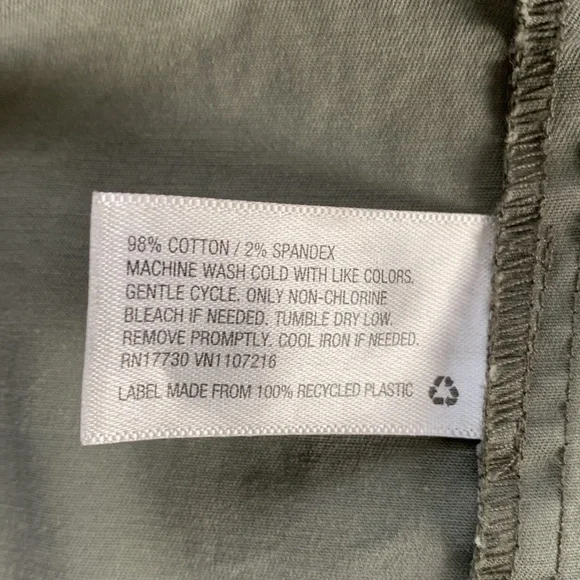 98% COTTON / 2% SPANDEX
MACHINE WASH COLD WITH LIKE COLORS.
GENTLE CYCLE. ONLY NON-CHLORINE
BLEACH IF NEEDED. TUMBLE DRY LOW.
REMOVE PROMPTLY. COOL IRON IF NEEDED.
RN17730 VN1107216
LABEL MADE FROM 100% RECYCLED PLASTIC